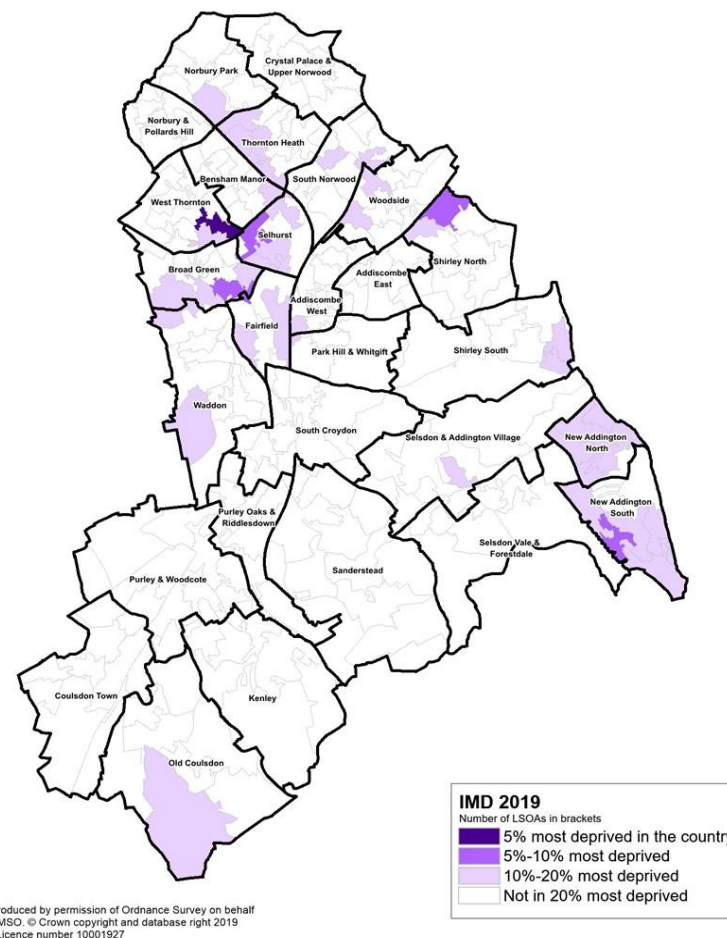 Crystal Palace &
Upper Norwood
Norbury Park
Norbury &
Pollards Hill
Thornton Heath
Bensham Manor
South Norwood
West Thornton
Woodside
Selhurst
Shirley North
Broad Green
Addiscombe
East
Addiscombe
West
Fairfield
Park Hill & Whitgift
Shirley South
Waddon
South Croydon
Selsdon & Addington Village
New Addington
North
New Addington
South
Purley Oaks &
Riddlesdown
Selsdon Vale &
Forestdale
Sanderstead
Purley & Woodcote
Coulsdon Town
Kenley
Old Coulsdon
IMD 2019
Number of LSOAs in brackets
5% most deprived in the country
5%-10% most deprived
10%-20% most deprived
Not in 20% most deprived
roduced by permission of Ordnance Survey on behalf
MSO. © Crown copyright and database right 2019
Licence number 10001927